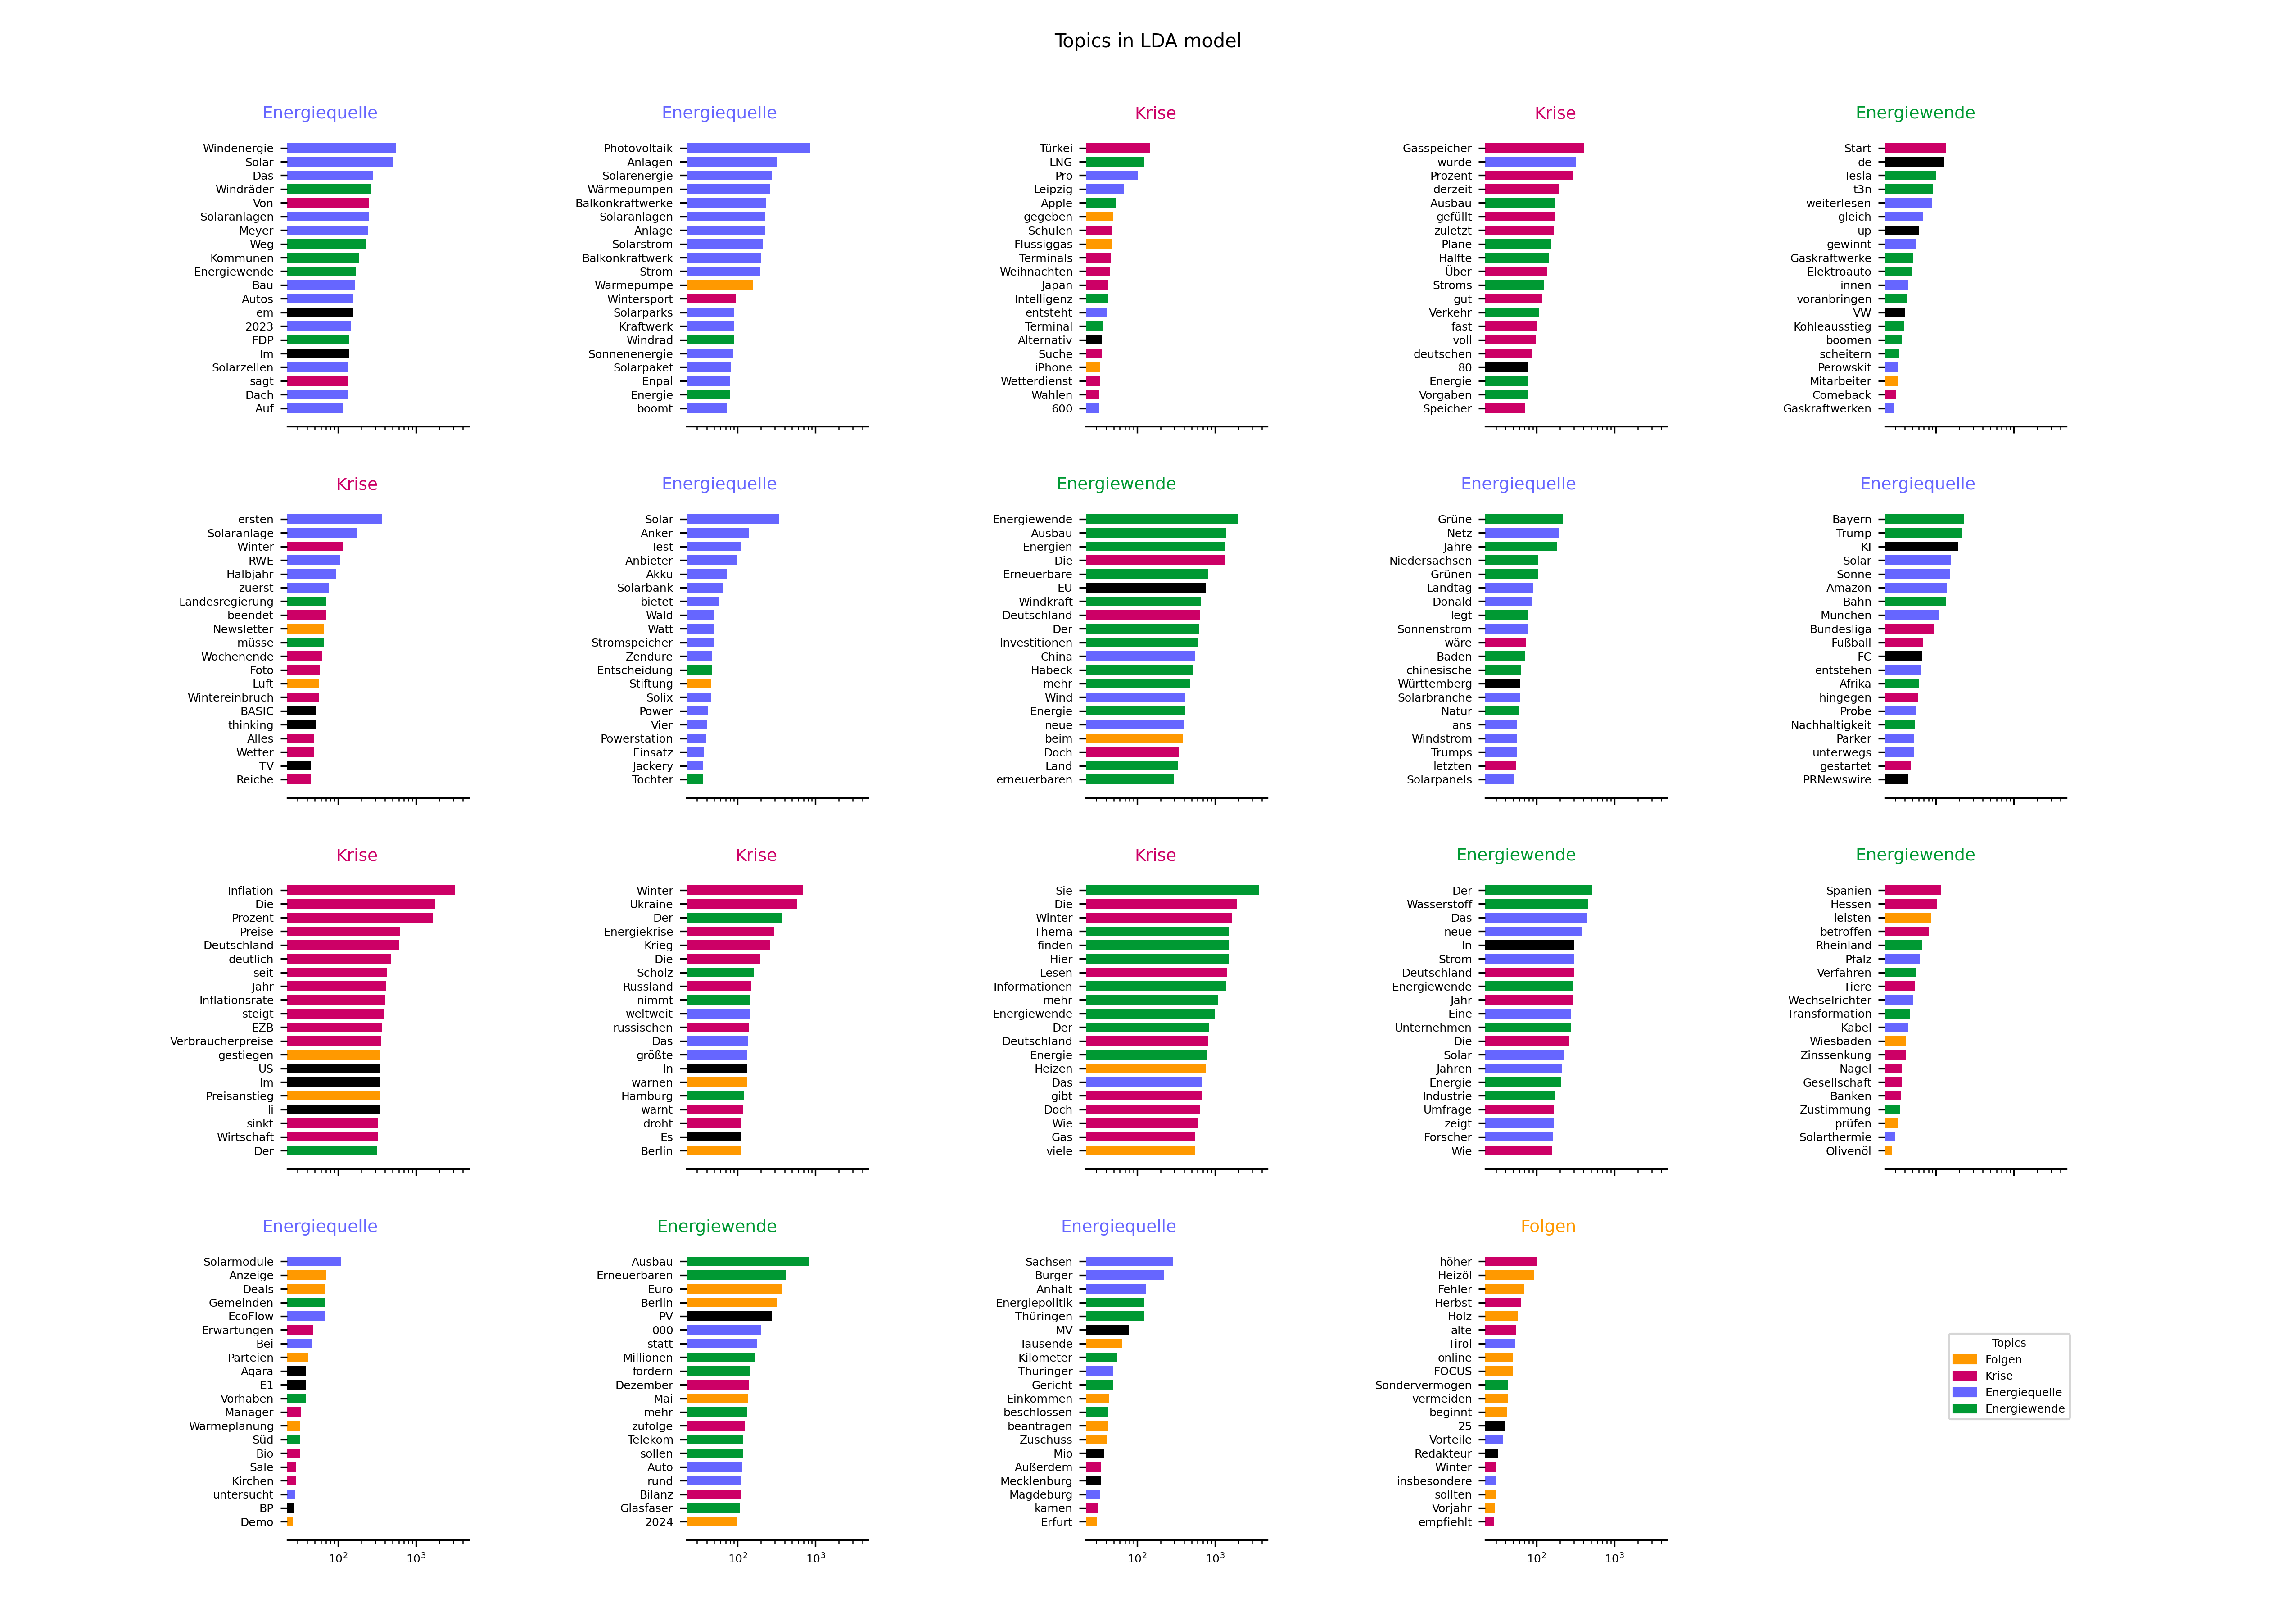 Topics in LDA model
Energiequelle
Windenergie
Solar
Das
Windräder
Von
Solaranlagen
Meyer
Weg
Kommunen
Energiewende
Bau
Autos
em
2023
FDP
Im
Solarzellen
sagt
Dach
Auf
Energiequelle
Photovoltaik
Anlagen
Solarenergie
Wärmepumpen
Balkonkraftwerke
Solaranlagen
Anlage
Solarstrom
Balkonkraftwerk
Strom
Wärmepumpe
Wintersport
Solarparks
Kraftwerk
Windrad
Sonnenenergie
Solarpaket
Enpal
Energie
boomt
Krise
Türkei
LNG
Pro
Leipzig
Apple
gegeben
Schulen
Flüssiggas
Terminals
Weihnachten
Japan
Intelligenz
entsteht
Terminal
Alternativ
Suche
iPhone
Wetterdienst
Wahlen
600
Krise
Gasspeicher
wurde
Prozent
derzeit
Ausbau
gefüllt
zuletzt
Pläne
Hälfte
Über
Stroms
gut
Verkehr
fast
voll
deutschen
80
Energie
Vorgaben
Speicher
Energiewende
Start
de
Tesla
t3n
weiterlesen
gleich
up
gewinnt
Gaskraftwerke
Elektroauto
innen
voranbringen
VW
Kohleausstieg
boomen
scheitern
Perowskit
Mitarbeiter
Comeback
Gaskraftwerken
Krise
ersten
Solaranlage
Winter
RWE
Halbjahr
zuerst
Landesregierung
beendet
Newsletter
müsse
Wochenende
Foto
Luft
Wintereinbruch
BASIC
thinking
Alles
Wetter
TV
Reiche
Energiequelle
Solar
Anker
Test
Anbieter
Akku
Solarbank
bietet
Wald
Watt
Stromspeicher
Zendure
Entscheidung
Stiftung
Solix
Power
Vier
Powerstation
Einsatz
Jackery
Tochter
Energiewende
Energiewende
Ausbau
Energien
Die
Erneuerbare
EU
Windkraft
Deutschland
Der
Investitionen
China
Habeck
mehr
Wind
Energie
neue
beim
Doch
Land
erneuerbaren
Energiequelle
Grüne
Netz
Jahre
Niedersachsen
Grünen
Landtag
Donald
legt
Sonnenstrom
wäre
Baden
chinesische
Württemberg
Solarbranche
Natur
ans
Windstrom
Trumps
letzten
Solarpanels
Energiequelle
Bayern
Trump
KI
Solar
Sonne
Amazon
Bahn
München
Bundesliga
Fußball
FC
entstehen
Afrika
hingegen
Probe
Nachhaltigkeit
Parker
unterwegs
gestartet
PRNewswire
Krise
Inflation
Die
Prozent
Preise
Deutschland
deutlich
seit
Jahr
Inflationsrate
steigt
EZB
Verbraucherpreise
gestiegen
US
Im
Preisanstieg
li
sinkt
Wirtschaft
Der
Krise
Winter
Ukraine
Der
Energiekrise
Krieg
Die
Scholz
Russland
nimmt
weltweit
russischen
Das
größte
In
warnen
Hamburg
warnt
droht
Es
Berlin
Krise
Sie
Die
Winter
Thema
finden
Hier
Lesen
Informationen
mehr
Energiewende
Der
Deutschland
Energie
Heizen
Das
gibt
Doch
Wie
Gas
viele
Energiewende
Der
Wasserstoff
Das
neue
In
Strom
Deutschland
Energiewende
Jahr
Eine
Unternehmen
Die
Solar
Jahren
Energie
Industrie
Umfrage
zeigt
Forscher
Wie
Energiewende
Spanien
Hessen
leisten
betroffen
Rheinland
Pfalz
Verfahren
Tiere
Wechselrichter
Transformation
Kabel
Wiesbaden
Zinssenkung
Nagel
Gesellschaft
Banken
Zustimmung
prüfen
Solarthermie
Olivenöl
Energiequelle
Solarmodule
Anzeige
Deals
Gemeinden
EcoFlow
Erwartungen
Bei
Parteien
Aqara
E1
Vorhaben
Manager
Wärmeplanung
Süd
Bio
Sale
Kirchen
untersucht
BP
Demo
10² 10³
Energiewende
Ausbau
Erneuerbaren
Euro
Berlin
PV
000
statt
Millionen
fordern
Dezember
Mai
mehr
zufolge
Telekom
sollen
Auto
rund
Bilanz
Glasfaser
2024
10² 10³
Energiequelle
Sachsen
Burger
Anhalt
Energiepolitik
Thüringen
MV
Tausende
Kilometer
Thüringer
Gericht
Einkommen
beschlossen
beantragen
Zuschuss
Mio
Außerdem
Mecklenburg
Magdeburg
kamen
Erfurt
10² 10³
Folgen
höher
Heizöl
Fehler
Herbst
Holz
alte
Tirol
online
FOCUS
Sondervermögen
vermeiden
beginnt
25
Vorteile
Redakteur
Winter
insbesondere
sollten
Vorjahr
empfiehlt
10² 10³
Topics
Folgen
Krise
Energiequelle
Energiewende